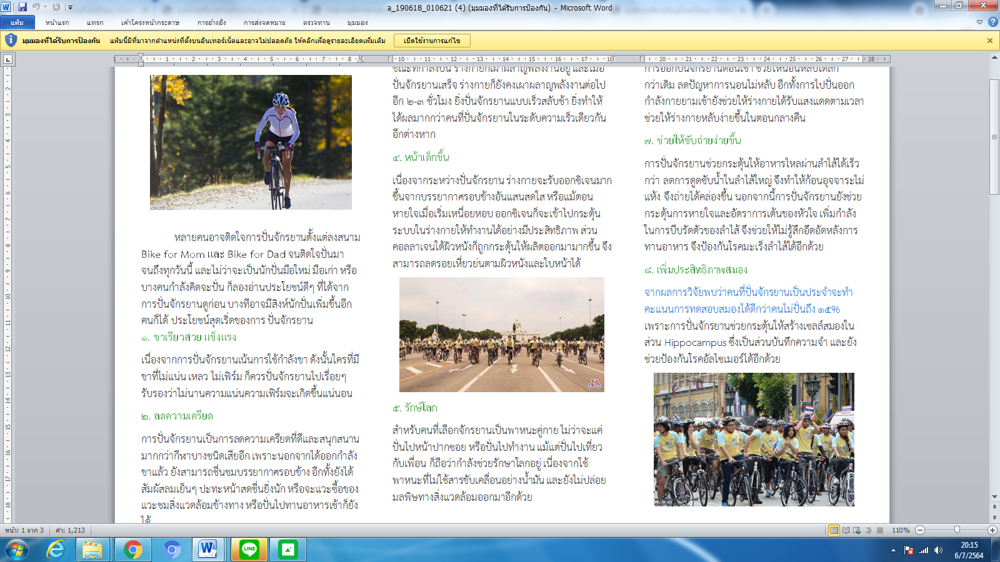 a_190618_010621 (4) (มุมมองที่ได้รับการป้องกัน) - Microsoft Word
แฟ้ม หน้าแรก แทรก เค้าโครงหน้ากระดาษ การอ้างอิง การส่งจดหมาย ตรวจทาน มุมมอง
มุมมองที่ได้รับการป้องกัน แฟ้มนี้มีที่มาจากตำแหน่งที่ตั้งบนอินเทอร์เน็ตและอาจไม่ปลอดภัย ให้คลิกเพื่อดูรายละเอียดเพิ่มเติม เปิดใช้งานการแก้ไข
หลายคนอาจติดใจการปั่นจักรยานตั้งแต่ลงสนาม
Bike for Mom และ Bike for Dad จนติดใจปั่นมา
จนถึงทุกวันนี้ และไม่ว่าจะเป็นนักปั่นมือใหม่ มือเก่า หรือ
บางคนกำลังคิดจะปั่น ก็ลองอ่านประโยชน์ดีๆ ที่ได้จาก
การปั่นจักรยานดูก่อน บางทีอาจมีสิงห์นักปั่นเพิ่มขึ้นอีก
คนก็ได้ ประโยชน์สุดเริ่ดของการ ปั่นจักรยาน
๑. ขาเรียวสวย แข็งแรง
เนื่องจากการปั่นจักรยานเน้นการใช้กำลังขา ดังนั้นใครที่มี
ขาที่ไม่แน่น เหลว ไม่เฟิร์ม ก็ควรปั่นจักรยานไปเรื่อยๆ
รับรองว่าไม่นานความแน่นความเฟิร์มจะเกิดขึ้นแน่นอน
๒. ลดความเครียด
การปั่นจักรยานเป็นการลดความเครียดที่ดีและสนุกสนาน
มากกว่ากีฬาบางชนิดเสียอีก เพราะนอกจากได้ออกกำลัง
ขาแล้ว ยังสามารถชื่นชมบรรยากาศรอบข้าง อีกทั้งยังได้
สัมผัสลมเย็นๆ ปะทะหน้าสดชื่นยิ่งนัก หรือจะแวะซื้อของ
แวะชมสิ่งแวดล้อมข้างทาง หรือปั่นไปทานอาหารเช้าก็ยัง
ได้
ขณะที่กำลังปั่น ร่างกายก็เผาผลาญพลังงานอยู่ และเมื่อ
ปั่นจักรยานเสร็จ ร่างกายก็ยังคงเผาผลาญพลังงานต่อไป
อีก ๒-๓ ชั่วโมง ยิ่งปั่นจักรยานแบบเร็วสลับช้า ยิ่งทำให้
ได้ผลมากกว่าคนที่ปั่นจักรยานในระดับความเร็วเดียวกัน
อีกต่างหาก
๔. หน้าเด็กขึ้น
เนื่องจากระหว่างปั่นจักรยาน ร่างกายจะรับออกซิเจนมาก
ขึ้นจากบรรยากาศรอบข้างอันแสนสดใส หรือแม้ตอน
หายใจเมื่อเริ่มเหนื่อยหอบ ออกซิเจนก็จะเข้าไปกระตุ้น
ระบบในร่างกายให้ทำงานได้อย่างมีประสิทธิภาพ ส่วน
คอลลาเจนใต้ผิวหนังก็ถูกกระตุ้นให้ผลิตออกมามากขึ้น จึง
สามารถลดรอยเหี่ยวย่นตามผิวหนังและใบหน้าได้
๕. รักษ์โลก
สำหรับคนที่เลือกจักรยานเป็นพาหนะคู่กาย ไม่ว่าจะแค่
ปั่นไปหน้าปากซอย หรือปั่นไปทำงาน แม้แต่ปั่นไปเที่ยว
กับเพื่อน ก็ถือว่ากำลังช่วยรักษาโลกอยู่ เนื่องจากใช้
พาหนะที่ไม่ใช้สารขับเคลื่อนอย่างน้ำมัน และยังไม่ปล่อย
มลพิษทางสิ่งแวดล้อมออกมาอีกด้วย
การออกปั่นจักรยานตอนเช้า ช่วยให้นอนหลับได้ลึก
กว่าเดิม ลดปัญหาการนอนไม่หลับ อีกทั้งการไปปั่นออก
กำลังกายยามเช้ายังช่วยให้ร่างกายได้รับแสงแดดตามเวลา
ช่วยให้ร่างกายหลับง่ายขึ้นในตอนกลางคืน
๗. ช่วยให้ขับถ่ายง่ายขึ้น
การปั่นจักรยานช่วยกระตุ้นให้อาหารไหลผ่านลำไส้ได้เร็ว
กว่า ลดการดูดซับน้ำในลำไส้ใหญ่ จึงทำให้ก้อนอุจจาระไม่
แห้ง จึงถ่ายได้คล่องขึ้น นอกจากนี้การปั่นจักรยานยังช่วย
กระตุ้นการหายใจและอัตราการเต้นของหัวใจ เพิ่มกำลัง
ในการบีบรัดตัวของลำไส้ จึงช่วยให้ไม่รู้สึกอึดอัดหลังการ
ทานอาหาร จึงป้องกันโรคมะเร็งลำไส้ได้อีกด้วย
๘. เพิ่มประสิทธิภาพสมอง
จากผลการวิจัยพบว่าคนที่ปั่นจักรยานเป็นประจำจะทำ
คะแนนการทดสอบสมองได้ดีกว่าคนไม่ปั่นถึง ๑๕%
เพราะการปั่นจักรยานช่วยกระตุ้นให้สร้างเซลล์สมองใน
ส่วน Hippocampus ซึ่งเป็นส่วนบันทึกความจำ และยัง
ช่วยป้องกันโรคอัลไซเมอร์ได้อีกด้วย
หน้า: 1 จาก 3 คำ: 1,213 110%
LINE
20:15
6/7/2564